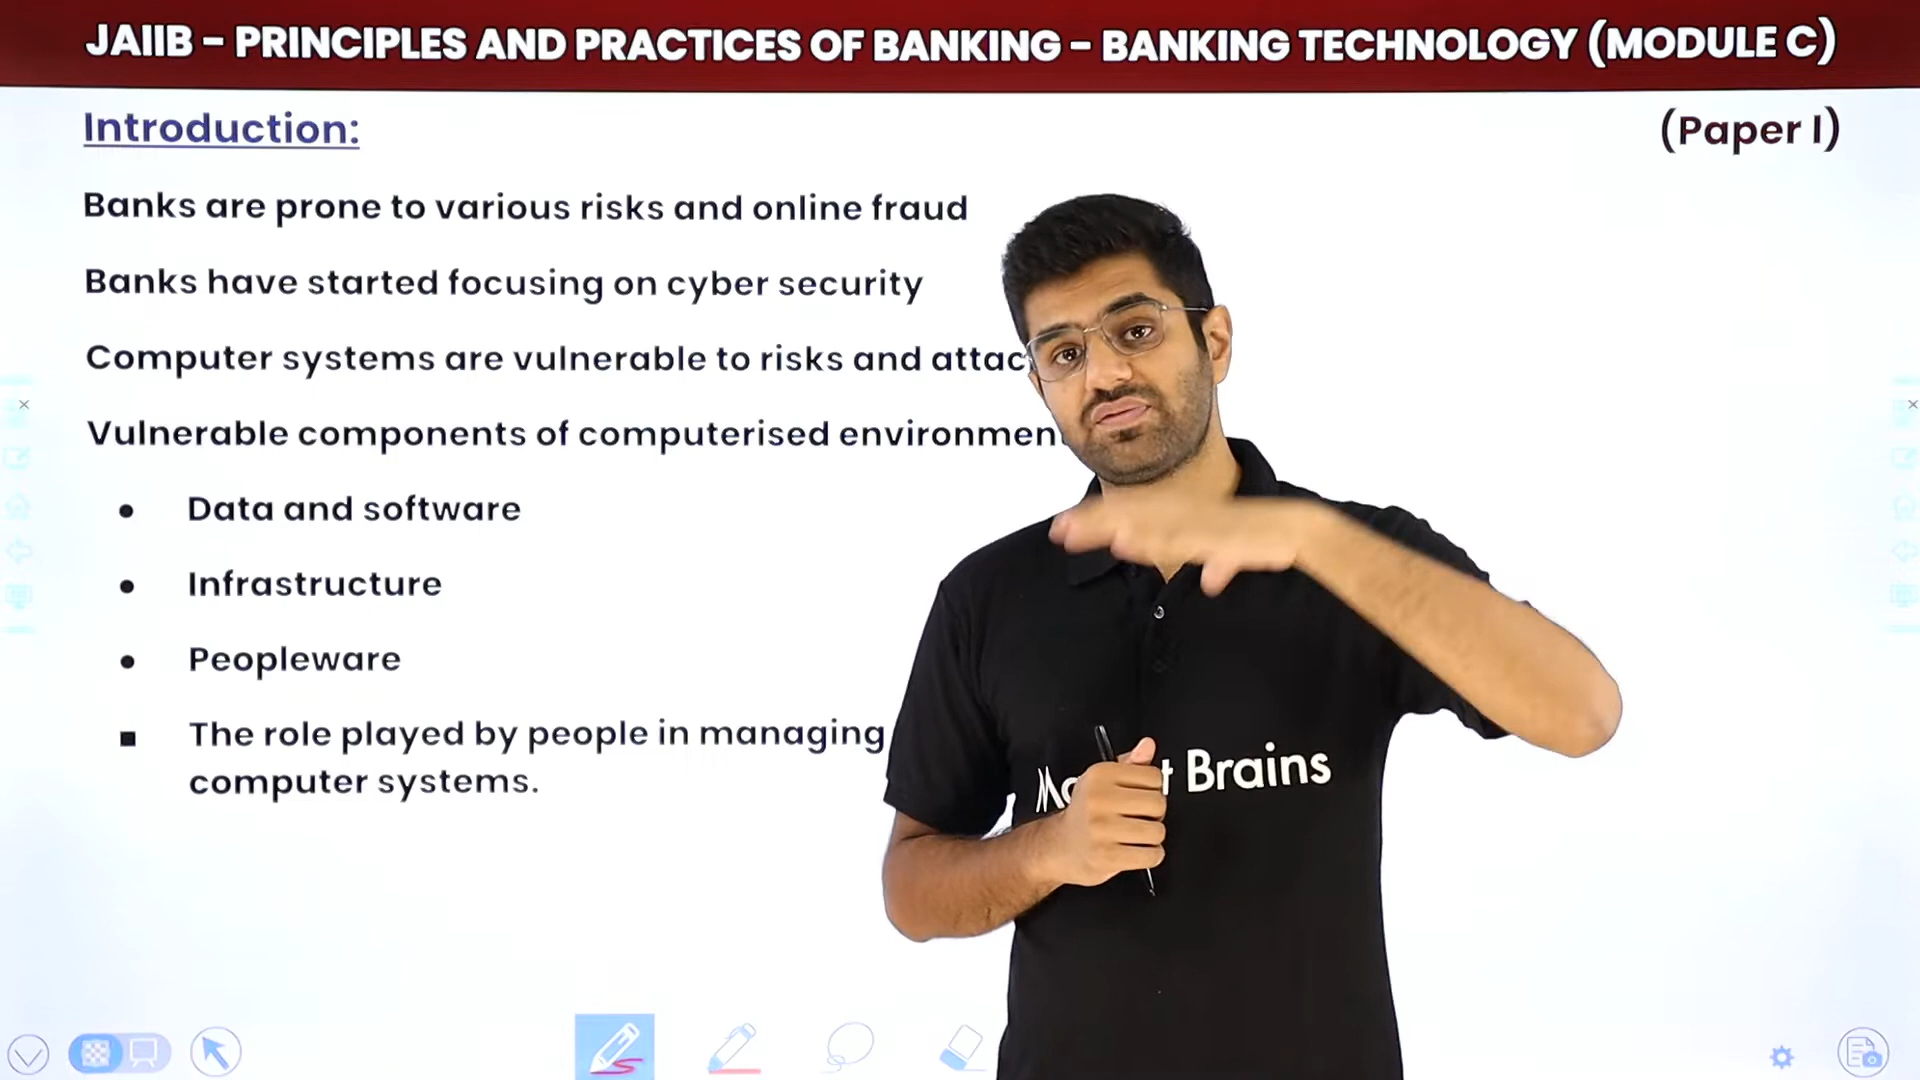 JAIIB - PRINCIPLES AND PRACTICES OF BANKING - BANKING TECHNOLOGY (MODULE C)
Introduction:
(Paper I)
Banks are prone to various risks and online fraud
Banks have started focusing on cyber security
Computer systems are vulnerable to risks and
Vulnerable components of computerised
• Data and software
• Infrastructure
• Peopleware
■ The role played by people in managing
computer systems.
Brains